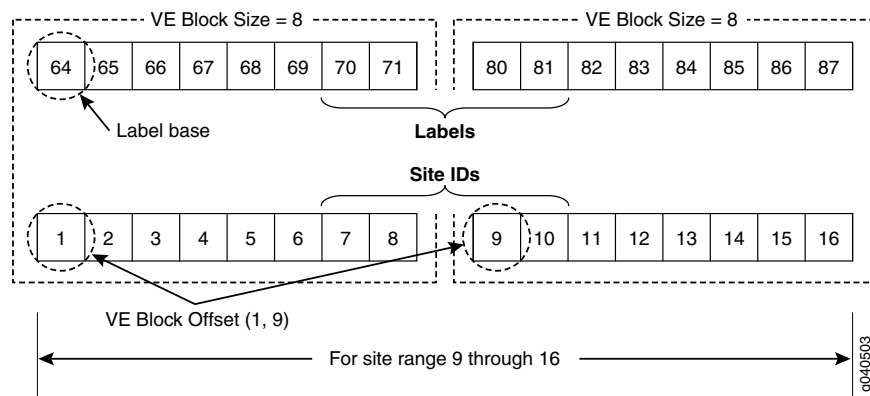 VE Block Size = 8 VE Block Size = 8
64 65 66 67 68 69 70 71 80 81 82 83 84 85 86 87
Label base
Labels
Site IDs
1 2 3 4 5 6 7 8 9 10 11 12 13 14 15 16
VE Block Offset (1, 9)
For site range 9 through 16
g040503